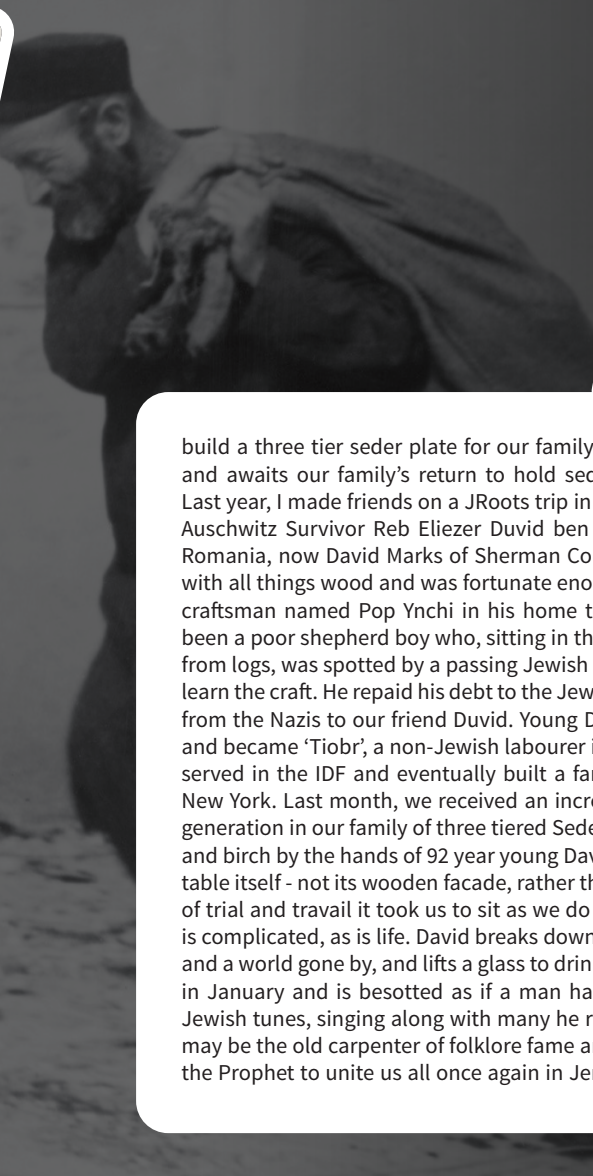 build a three tier seder plate for our family
and awaits our family’s return to hold sed
Last year, I made friends on a JRoots trip in
Auschwitz Survivor Reb Eliezer Duvid ben
Romania, now David Marks of Sherman Co
with all things wood and was fortunate eno
craftsman named Pop Ynchi in his home t
been a poor shepherd boy who, sitting in th
from logs, was spotted by a passing Jewish
learn the craft. He repaid his debt to the Jew
from the Nazis to our friend Duvid. Young D
and became ‘Tiobr’, a non-Jewish labourer i
served in the IDF and eventually built a fa
New York. Last month, we received an incr
generation in our family of three tiered Sede
and birch by the hands of 92 year young Dav
table itself - not its wooden facade, rather th
of trial and travail it took us to sit as we do
is complicated, as is life. David breaks down
and a world gone by, and lifts a glass to drin
in January and is besotted as if a man ha
Jewish tunes, singing along with many he r
may be the old carpenter of folklore fame a
the Prophet to unite us all once again in Je